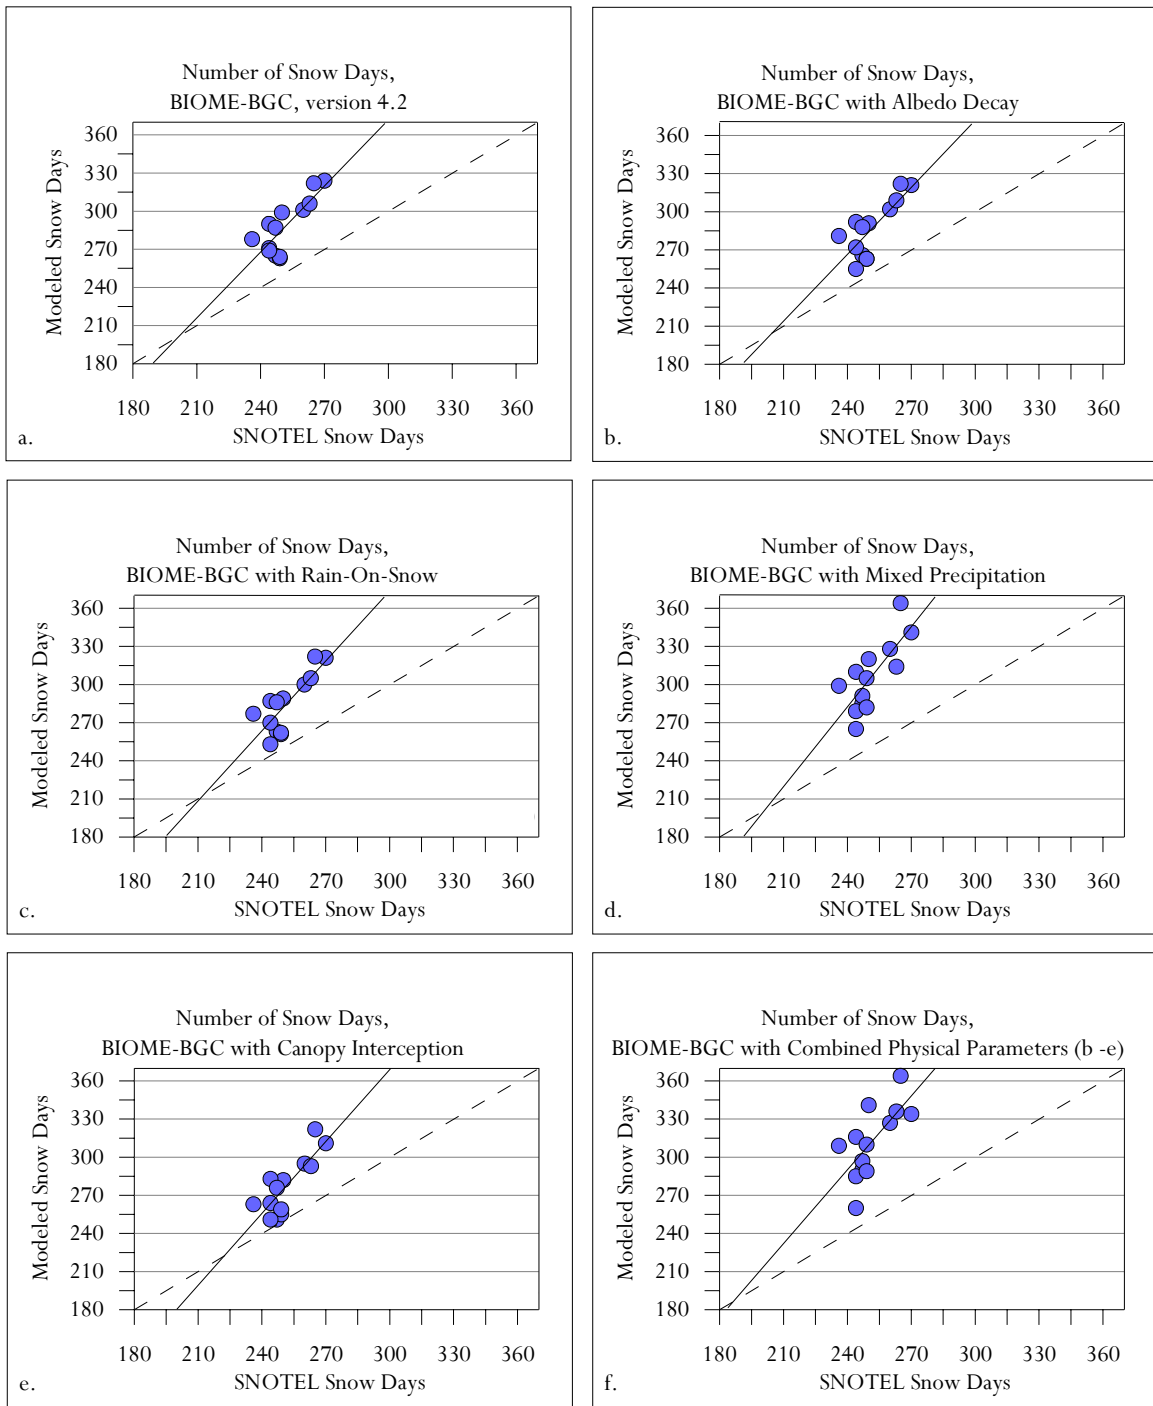 Number of Snow Days,
BIOME-BGC, version 4.2
Modeled Snow Days
360
330
300
270
240
210
180
180 210 240 270 300 330 360
SNOTEL Snow Days
a.
Number of Snow Days,
BIOME-BGC with Albedo Decay
Modeled Snow Days
360
330
300
270
240
210
180
180 210 240 270 300 330 360
SNOTEL Snow Days
b.
Number of Snow Days,
BIOME-BGC with Rain-On-Snow
Modeled Snow Days
360
330
300
270
240
210
180
180 210 240 270 300 330 360
SNOTEL Snow Days
c.
Number of Snow Days,
BIOME-BGC with Mixed Precipitation
Modeled Snow Days
360
330
300
270
240
210
180
180 210 240 270 300 330 360
SNOTEL Snow Days
d.
Number of Snow Days,
BIOME-BGC with Canopy Interception
Modeled Snow Days
360
330
300
270
240
210
180
180 210 240 270 300 330 360
SNOTEL Snow Days
e.
Number of Snow Days,
BIOME-BGC with Combined Physical Parameters (b -e)
Modeled Snow Days
360
330
300
270
240
210
180
180 210 240 270 300 330 360
SNOTEL Snow Days
f.